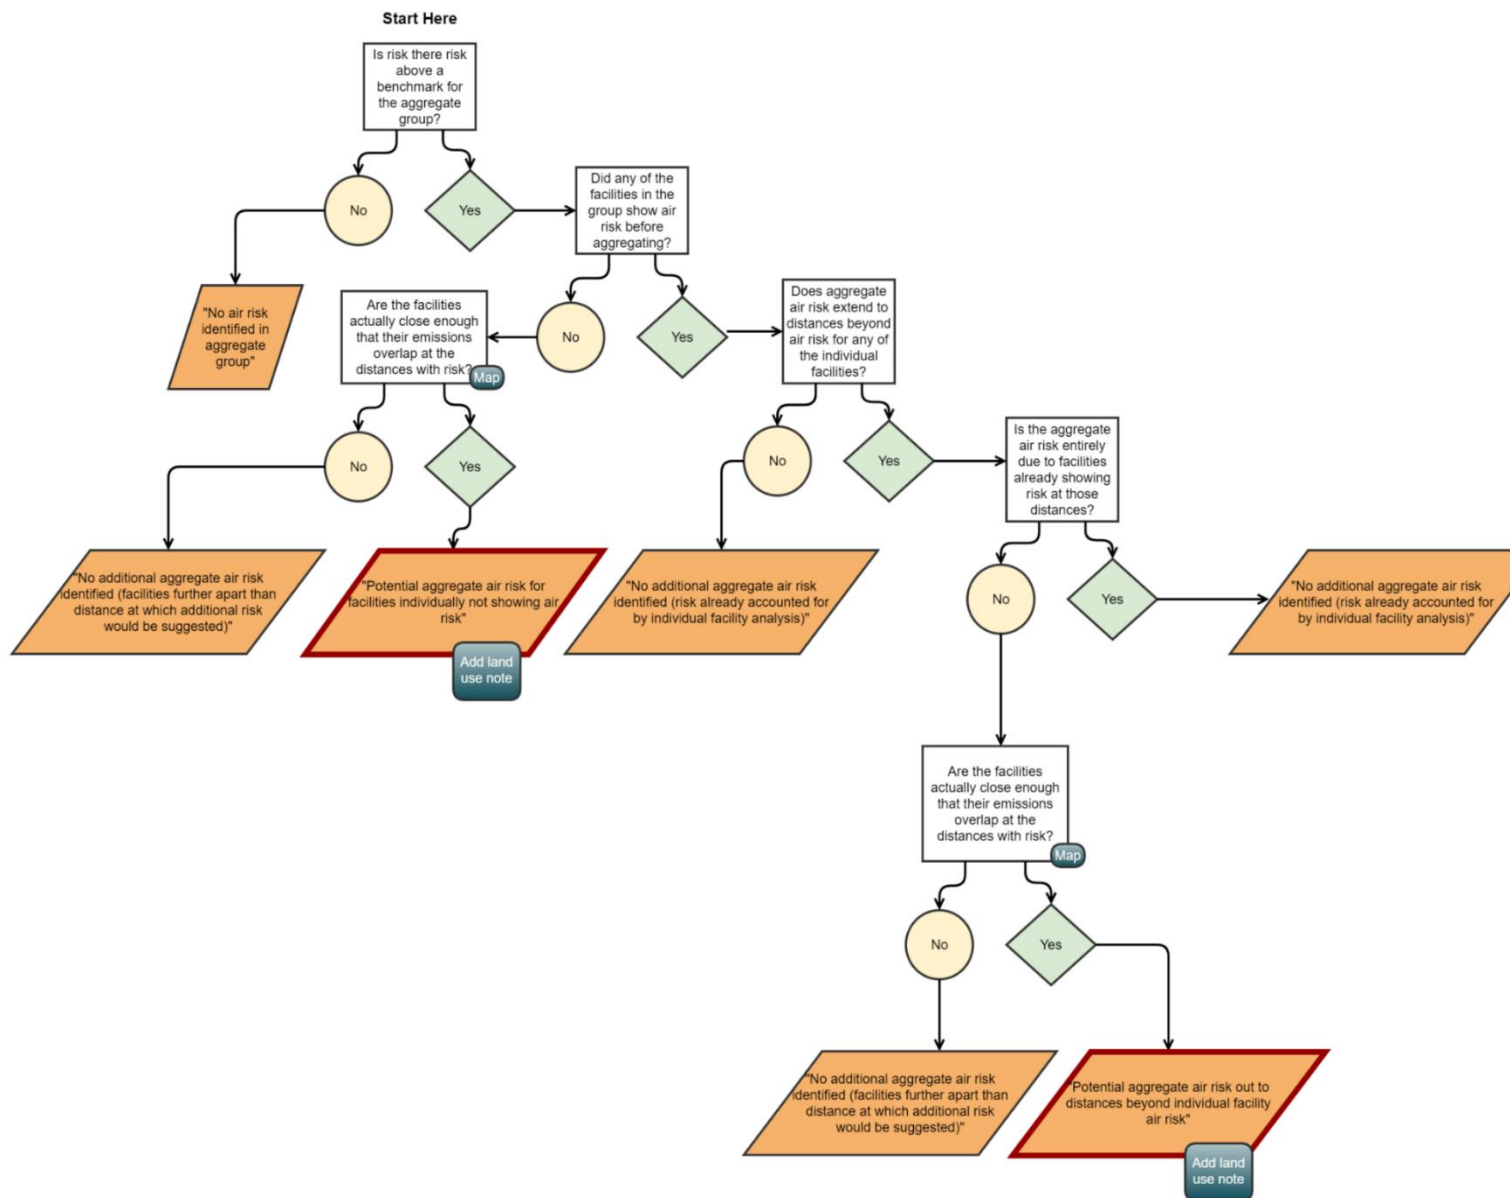 Start Here
Is risk there risk
above a
benchmark for
the aggregate
group?
No
Yes
Did any of the
facilities in the
group show air
risk before
aggregating?
"No air risk
identified in
aggregate
group"
Are the facilities
actually close enough
that their emissions
overlap at the
distances with risk?
Map
No
Yes
Does aggregate
air risk extend to
distances beyond
air risk for any of
the individual
facilities?
No
Yes
No
Yes
Is the aggregate
air risk entirely
due to facilities
already showing
risk at those
distances?
"No additional aggregate air risk
identified (facilities further apart than
distance at which additional risk
would be suggested)"
"Potential aggregate air risk for
facilities individually not showing air
risk"
Add land
use note
"No additional aggregate air risk
identified (risk already accounted for
by individual facility analysis)"
No
Yes
"No additional aggregate air risk
identified (risk already accounted for
by individual facility analysis)"
Are the facilities
actually close enough
that their emissions
overlap at the
distances with risk?
Map
No
Yes
"No additional aggregate air risk
identified (facilities further apart than
distance at which additional risk
would be suggested)"
"Potential aggregate air risk out to
distances beyond individual facility
air risk"
Add land
use note